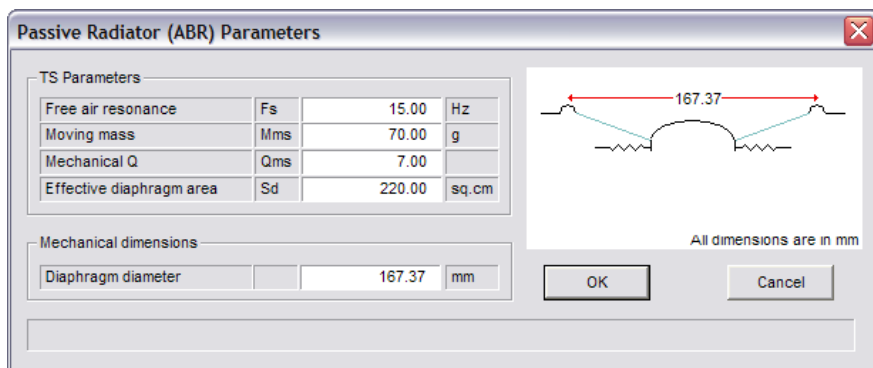 Passive Radiator (ABR) Parameters
TS Parameters
Free air resonance Fs 15.00 Hz
Moving mass Mms 70.00 g
Mechanical Q Qms 7.00
Effective diaphragm area Sd 220.00 sq.cm
Mechanical dimensions
Diaphragm diameter 167.37 mm
167.37
All dimensions are in mm
OK Cancel